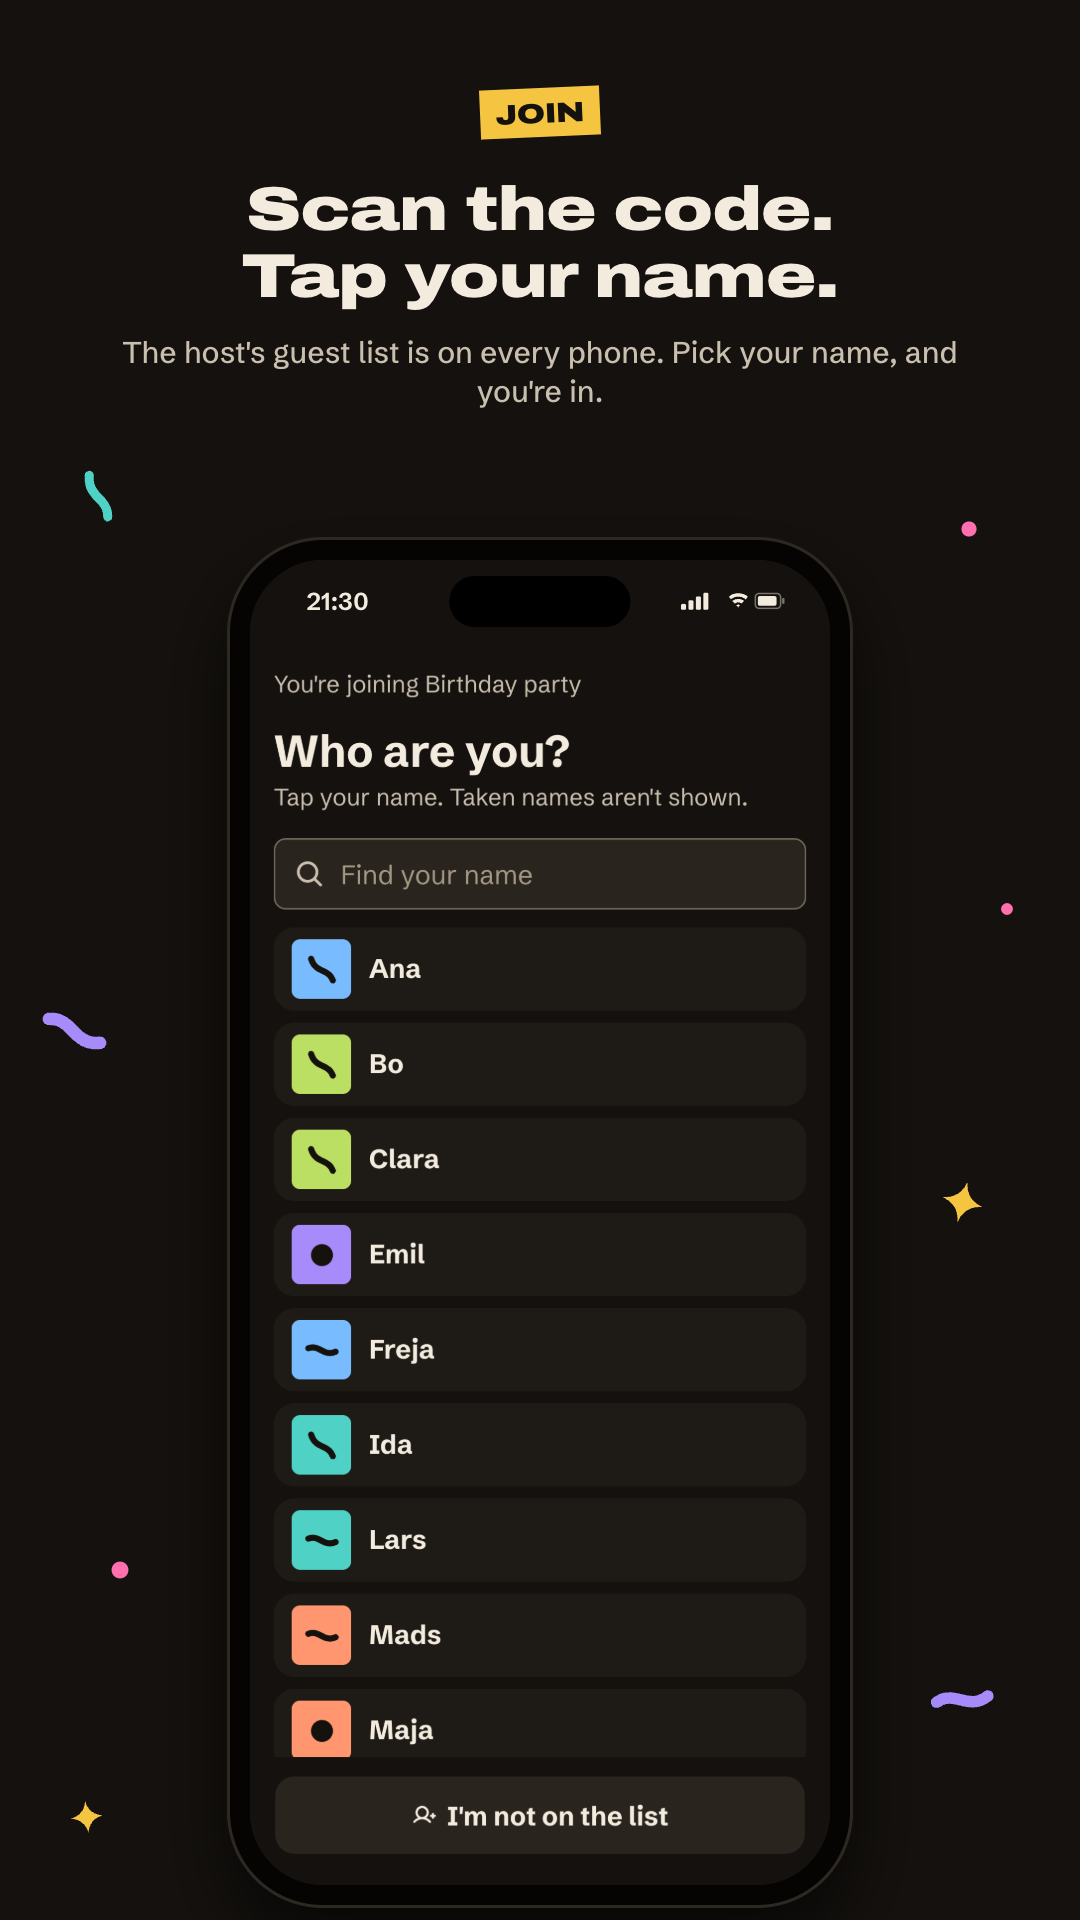 JOIN
Scan the code.
Tap your name.
The host's guest list is on every phone. Pick your name, and
you're in.
21:30
You're joining Birthday party
Who are you?
Tap your name. Taken names aren't shown.
Find your name
Ana
Bo
Clara
Emil
Freja
Ida
Lars
Mads
Maja
I'm not on the list